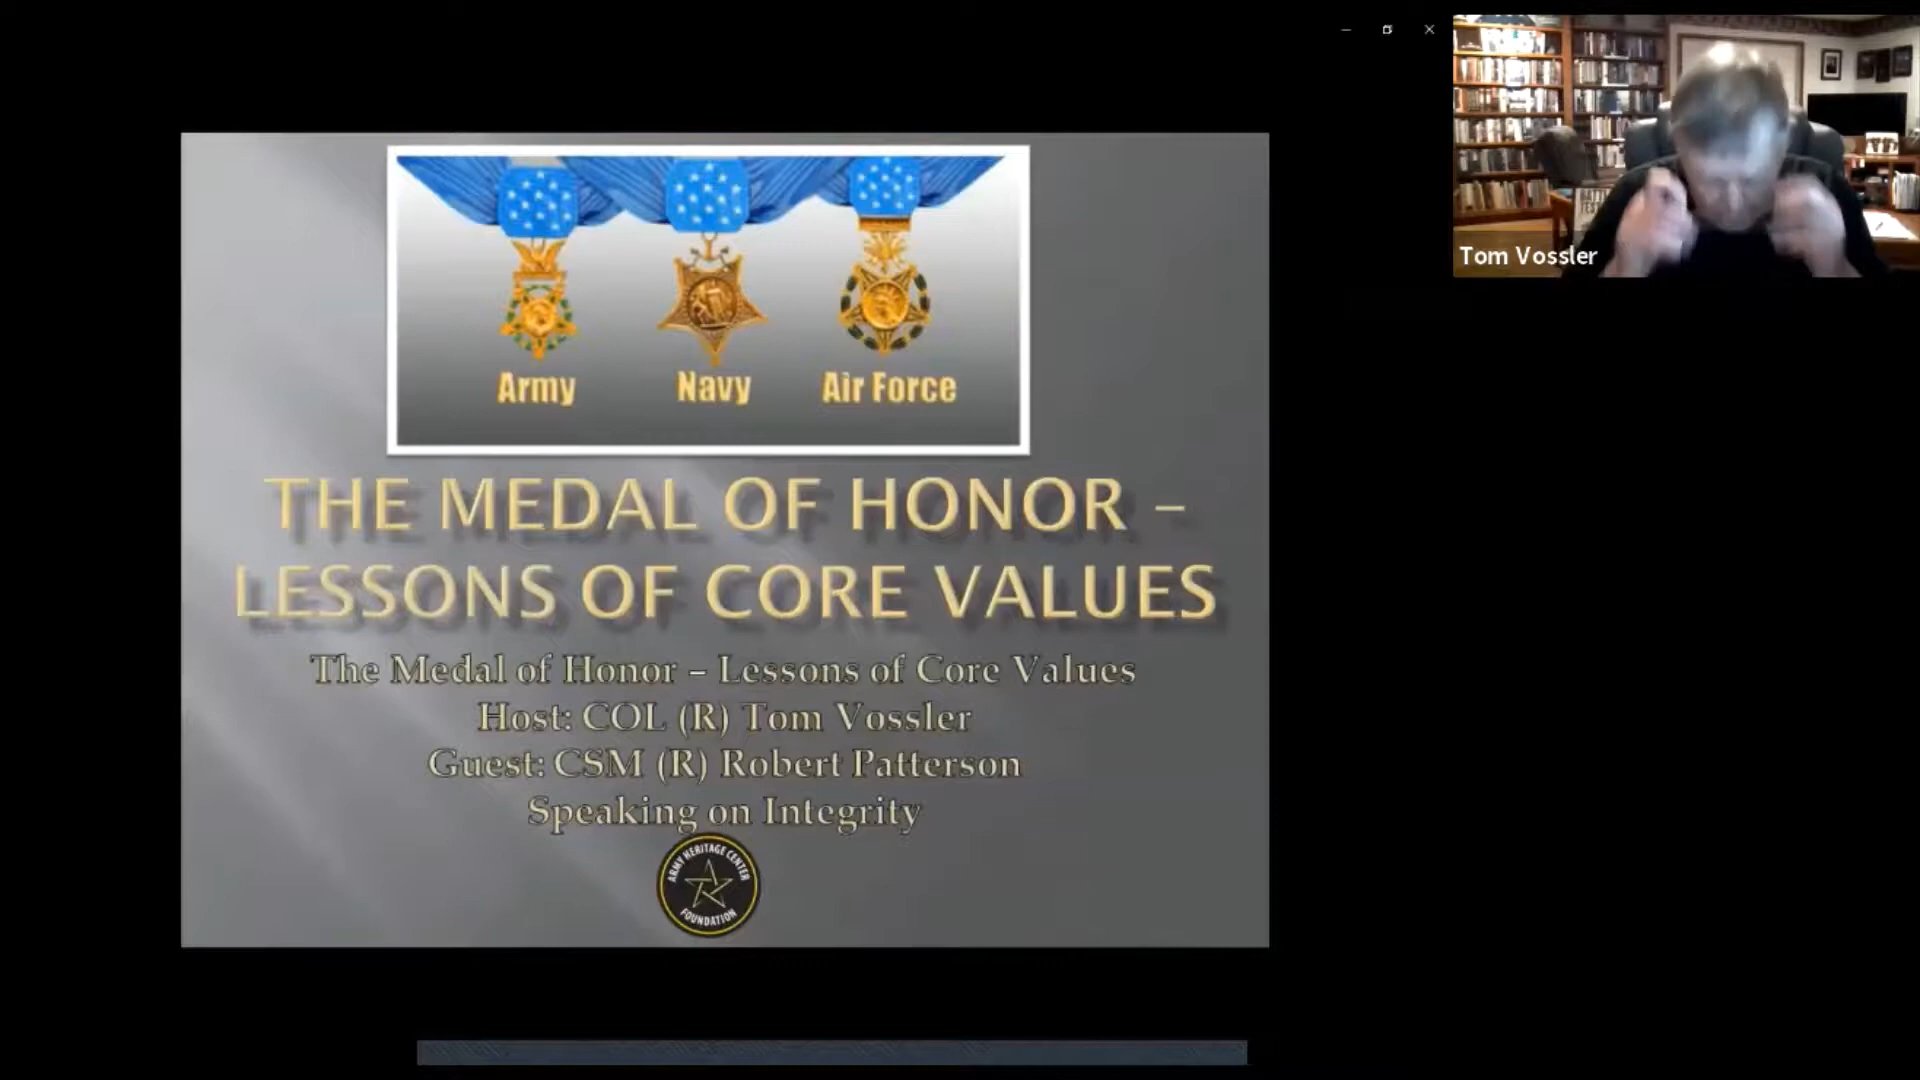 Army Navy Air Force
THE MEDAL OF HONOR –
LESSONS OF CORE VALUES
The Medal of Honor – Lessons of Core Values
Host: COL (R) Tom Vossler
Guest: CSM (R) Robert Patterson
Speaking on Integrity
ARMY HERITAGE CENTER
FOUNDATION
Tom Vossler